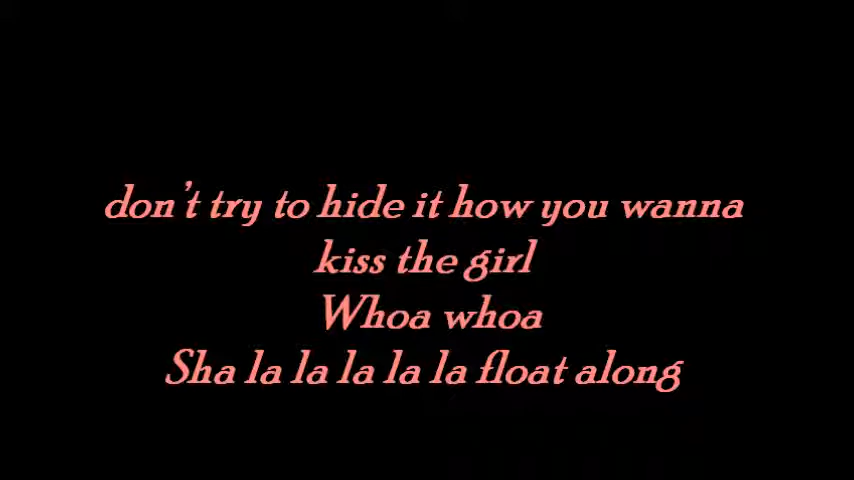 don't try to hide it how you wanna
kiss the girl
Whoa whoa
Sha la la la la la float along